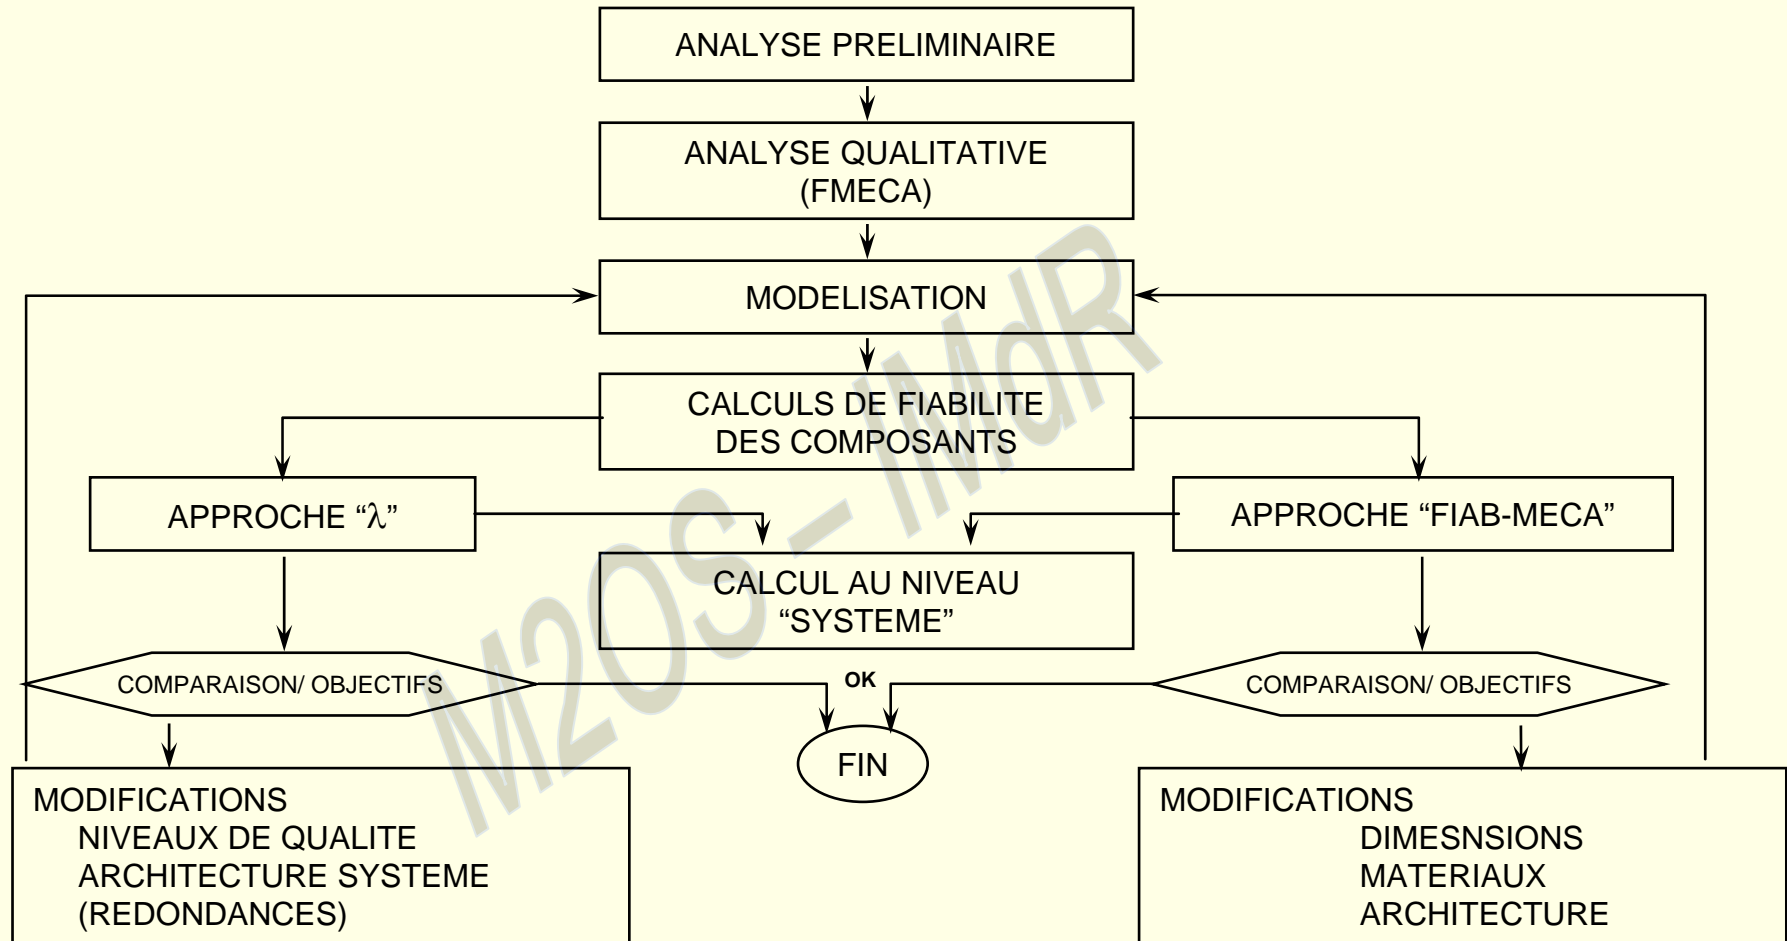 ANALYSE PRELIMINAIRE
ANALYSE QUALITATIVE
(FMECA)
MODELISATION
CALCULS DE FIABILITE
DES COMPOSANTS
APPROCHE “λ”
APPROCHE “FIAB-MECA”
CALCUL AU NIVEAU
“SYSTEME”
COMPARAISON/ OBJECTIFS
OK
COMPARAISON/ OBJECTIFS
FIN
MODIFICATIONS
NIVEAUX DE QUALITE
ARCHITECTURE SYSTEME
(REDONDANCES)
MODIFICATIONS
DIMESNSIONS
MATERIAUX
ARCHITECTURE
M2OS – IMdR